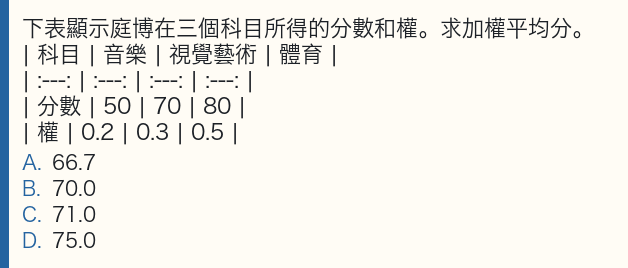 下表顯示庭博在三個科目所得的分數和權。求加權平均分。
| 科目 | 音樂 | 視覺藝術 | 體育 |
| :---: | :---: | :---: | :---: |
| 分數 | 50 | 70 | 80 |
| 權 | 0.2 | 0.3 | 0.5 |
A. 66.7
B. 70.0
C. 71.0
D. 75.0